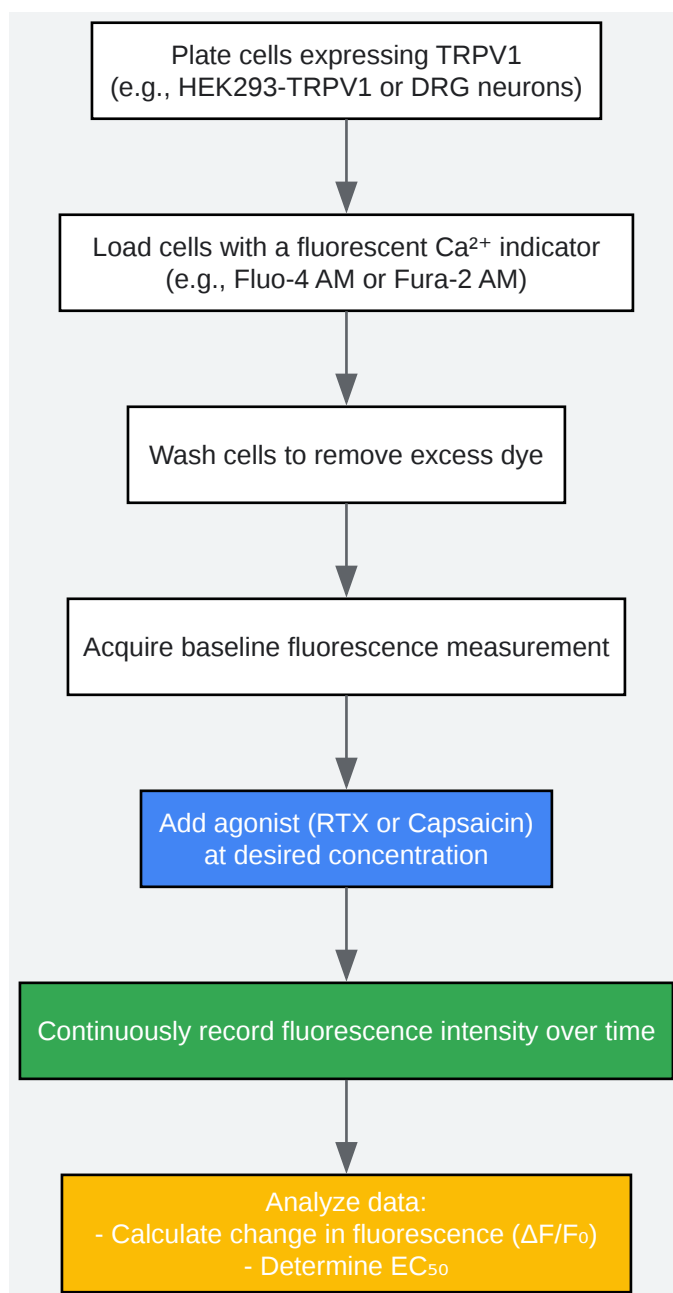 Plate cells expressing TRPV1
(e.g., HEK293-TRPV1 or DRG neurons)
Load cells with a fluorescent Ca²⁺ indicator
(e.g., Fluo-4 AM or Fura-2 AM)
Wash cells to remove excess dye
Acquire baseline fluorescence measurement
Add agonist (RTX or Capsaicin)
at desired concentration
Continuously record fluorescence intensity over time
Analyze data:
- Calculate change in fluorescence (ΔF/F₀)
- Determine EC₅₀